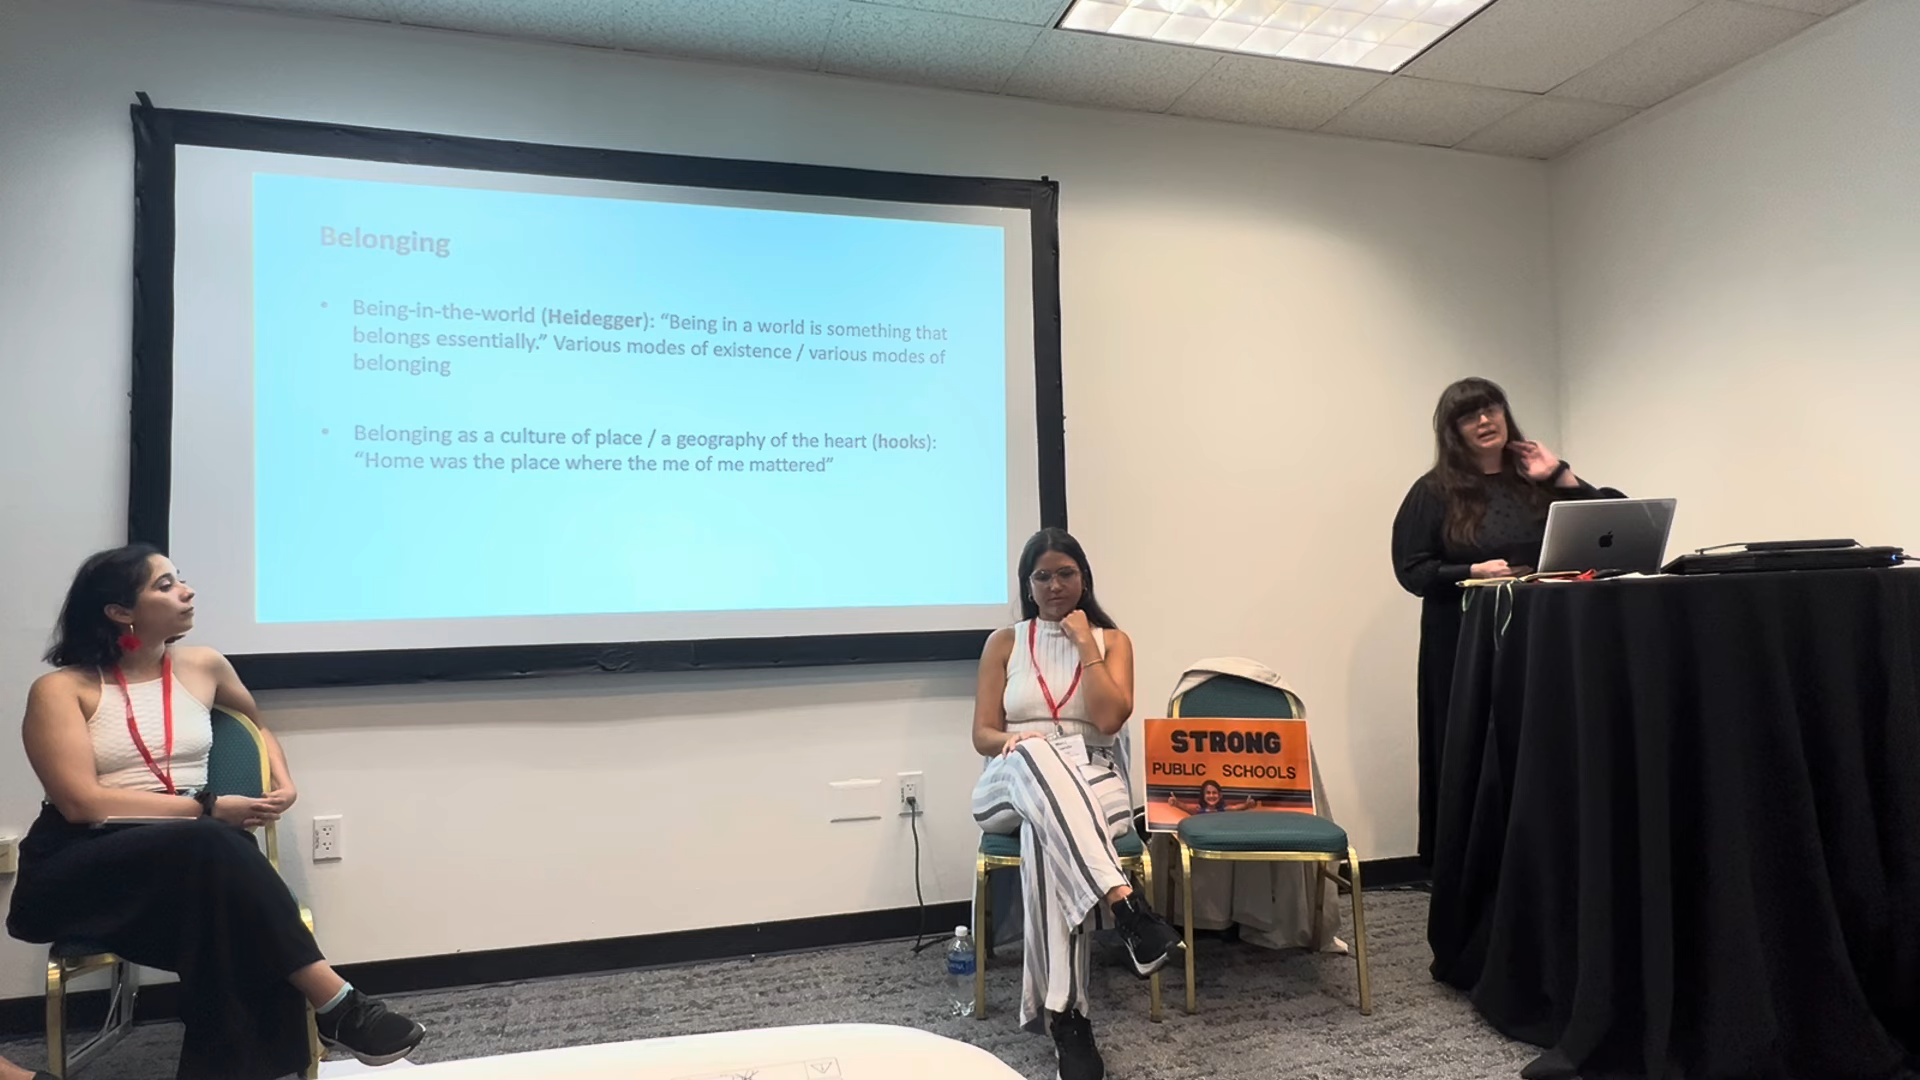 Belonging
• Being-in-the-world (Heidegger): “Being in a world is something that
belongs essentially.” Various modes of existence / various modes of
belonging
• Belonging as a culture of place / a geography of the heart (hooks):
“Home was the place where the me of me mattered”
STRONG
PUBLIC SCHOOLS